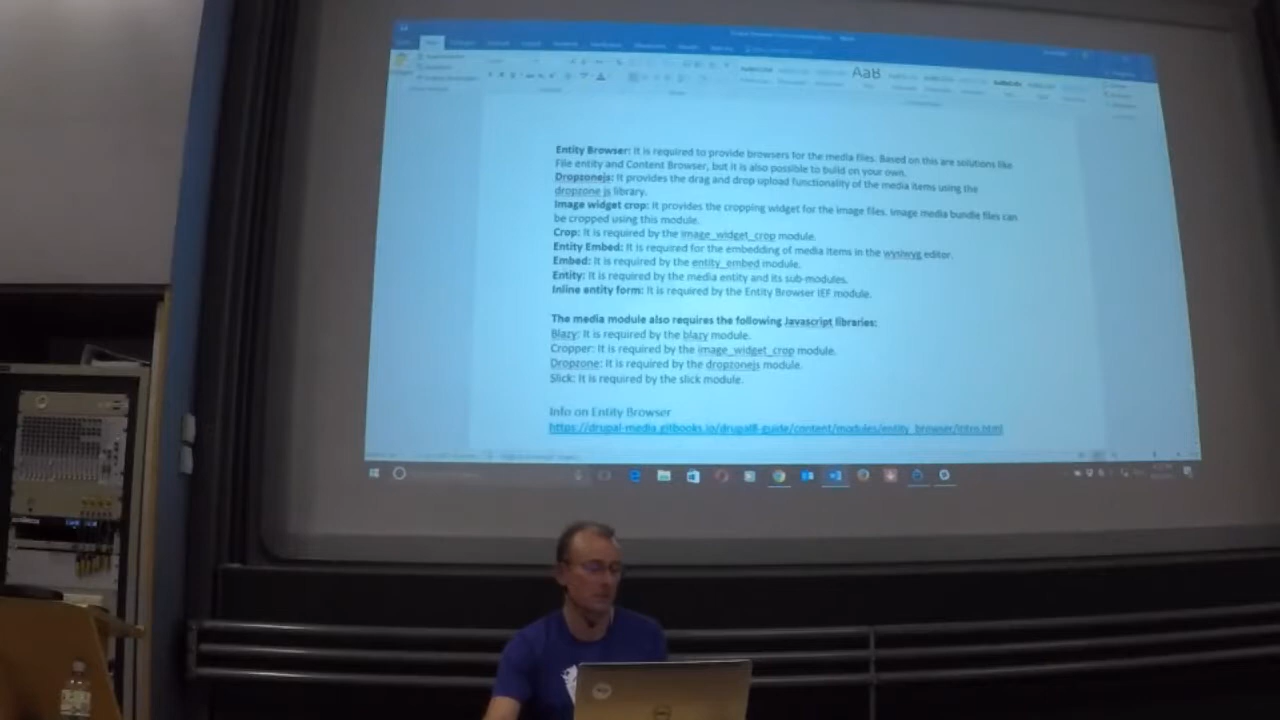 AaB
Entity Browser: It is required to provide browsers for the media files. Based on this are solutions like
File entity and Content Browser, but it is also possible to build on your own.
Dropzonejs: It provides the drag and drop upload functionality of the media items using the
dropzone js library.
Image widget crop: It provides the cropping widget for the image files. Image media bundle files can
be cropped using this module.
Crop: It is required by the image_widget_crop module.
Entity Embed: It is required for the embedding of media items in the wysiwyg editor.
Embed: It is required by the entity_embed module.
Entity: It is required by the media entity and its sub-modules.
Inline entity form: It is required by the Entity Browser IEF module.
The media module also requires the following Javascript libraries:
Blazy: It is required by the blazy module.
Cropper: It is required by the image_widget_crop module.
Dropzone: It is required by the dropzonejs module.
Slick: It is required by the slick module.
Info on Entity Browser
https://drupal-media.gitbooks.io/drupal8-guide/content/modules/entity_browser/intro.html